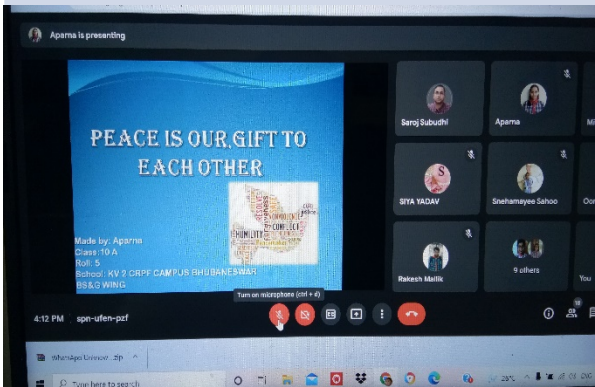 Aparna is presenting
PEACE IS OUR GIFT TO
EACH OTHER
HUMILITY
CONFLICT
Made by: Aparna
Class:10 A
Roll: 5
School: KV 2 CRPF CAMPUS BHUBANESWAR
BS&G WING
Saroj Subudhi
Aparna
SIYA YADAV
Snehamayee Sahoo
Rakesh Mallik
9 others
You
Turn on microphone (ctrl + d)
4:12 PM
spn-ufen-pzf
Type here to search